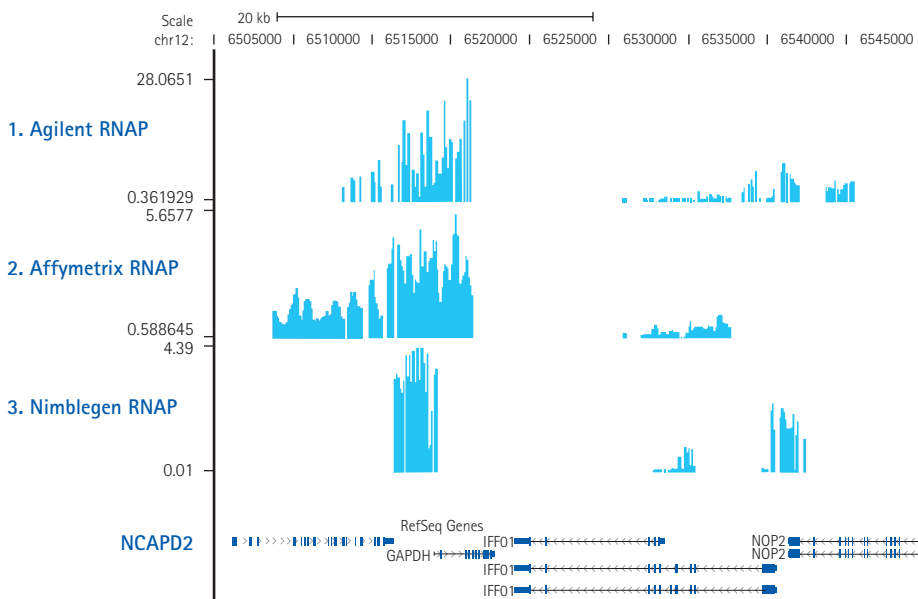 Scale 20 kb
chr12: | 6505000 | 6510000 | 6515000 | 6520000 | 6525000 | 6530000 | 6535000 | 6540000 | 6545000
28.0651
1. Agilent RNAP
0.361929
5.6577
2. Affymetrix RNAP
0.588645
4.39
3. Nimblegen RNAP
0.01
RefSeq Genes
NCAPD2 IFFO1 NOP2
GAPDH NOP2
IFFO1
IFFO1